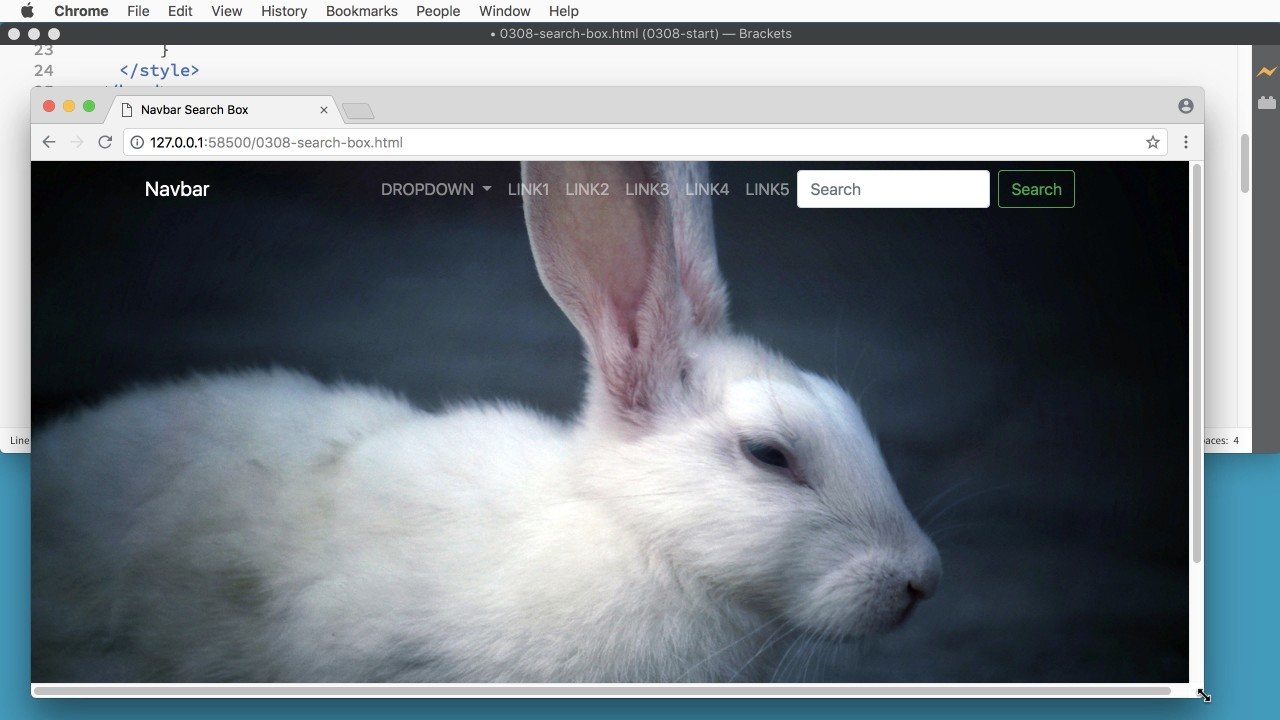 Chrome File Edit View History Bookmarks People Window Help
• 0308-search-box.html (0308-start) — Brackets
23 }
24 </style>
Navbar Search Box
127.0.0.1:58500/0308-search-box.html
Navbar DROPDOWN LINK1 LINK2 LINK3 LINK4 LINK5 Search Search
Line aces: 4